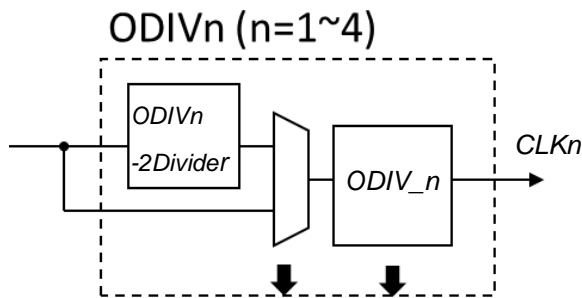 ODIVn (n=1~4)
ODIVn
-2Divider
ODIV_n
CLKn